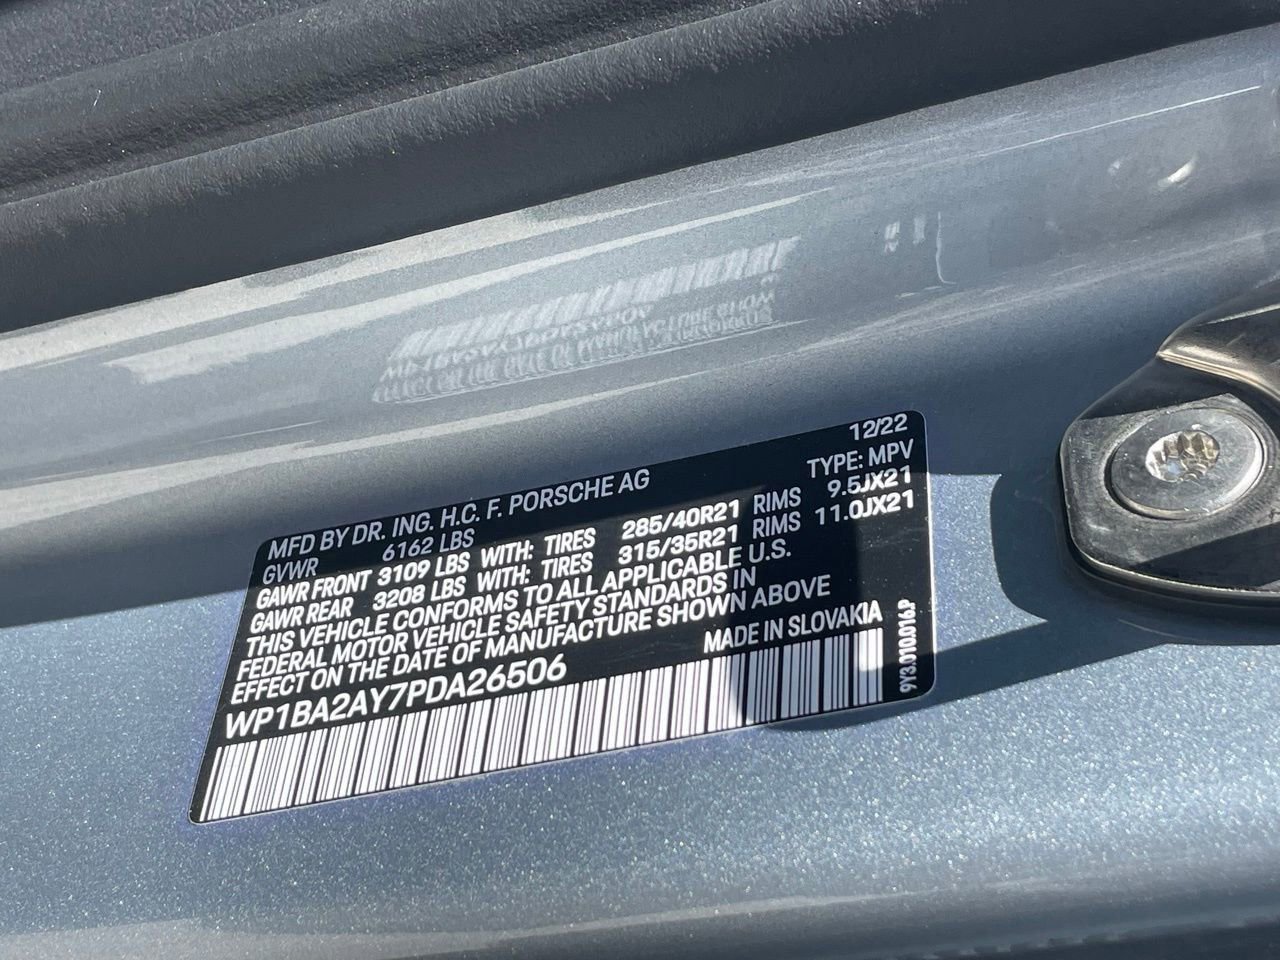 12/22
MFD BY DR. ING. H.C. F. PORSCHE AG TYPE: MPV
GVWR 6162 LBS
GAWR FRONT 3109 LBS WITH: TIRES 285/40R21 RIMS 9.5JX21
GAWR REAR 3208 LBS WITH: TIRES 315/35R21 RIMS 11.0JX21
THIS VEHICLE CONFORMS TO ALL APPLICABLE U.S.
FEDERAL MOTOR VEHICLE SAFETY STANDARDS IN
EFFECT ON THE DATE OF MANUFACTURE SHOWN ABOVE
WP1BA2AY7PDA26506 MADE IN SLOVAKIA
9Y3.010.016.P